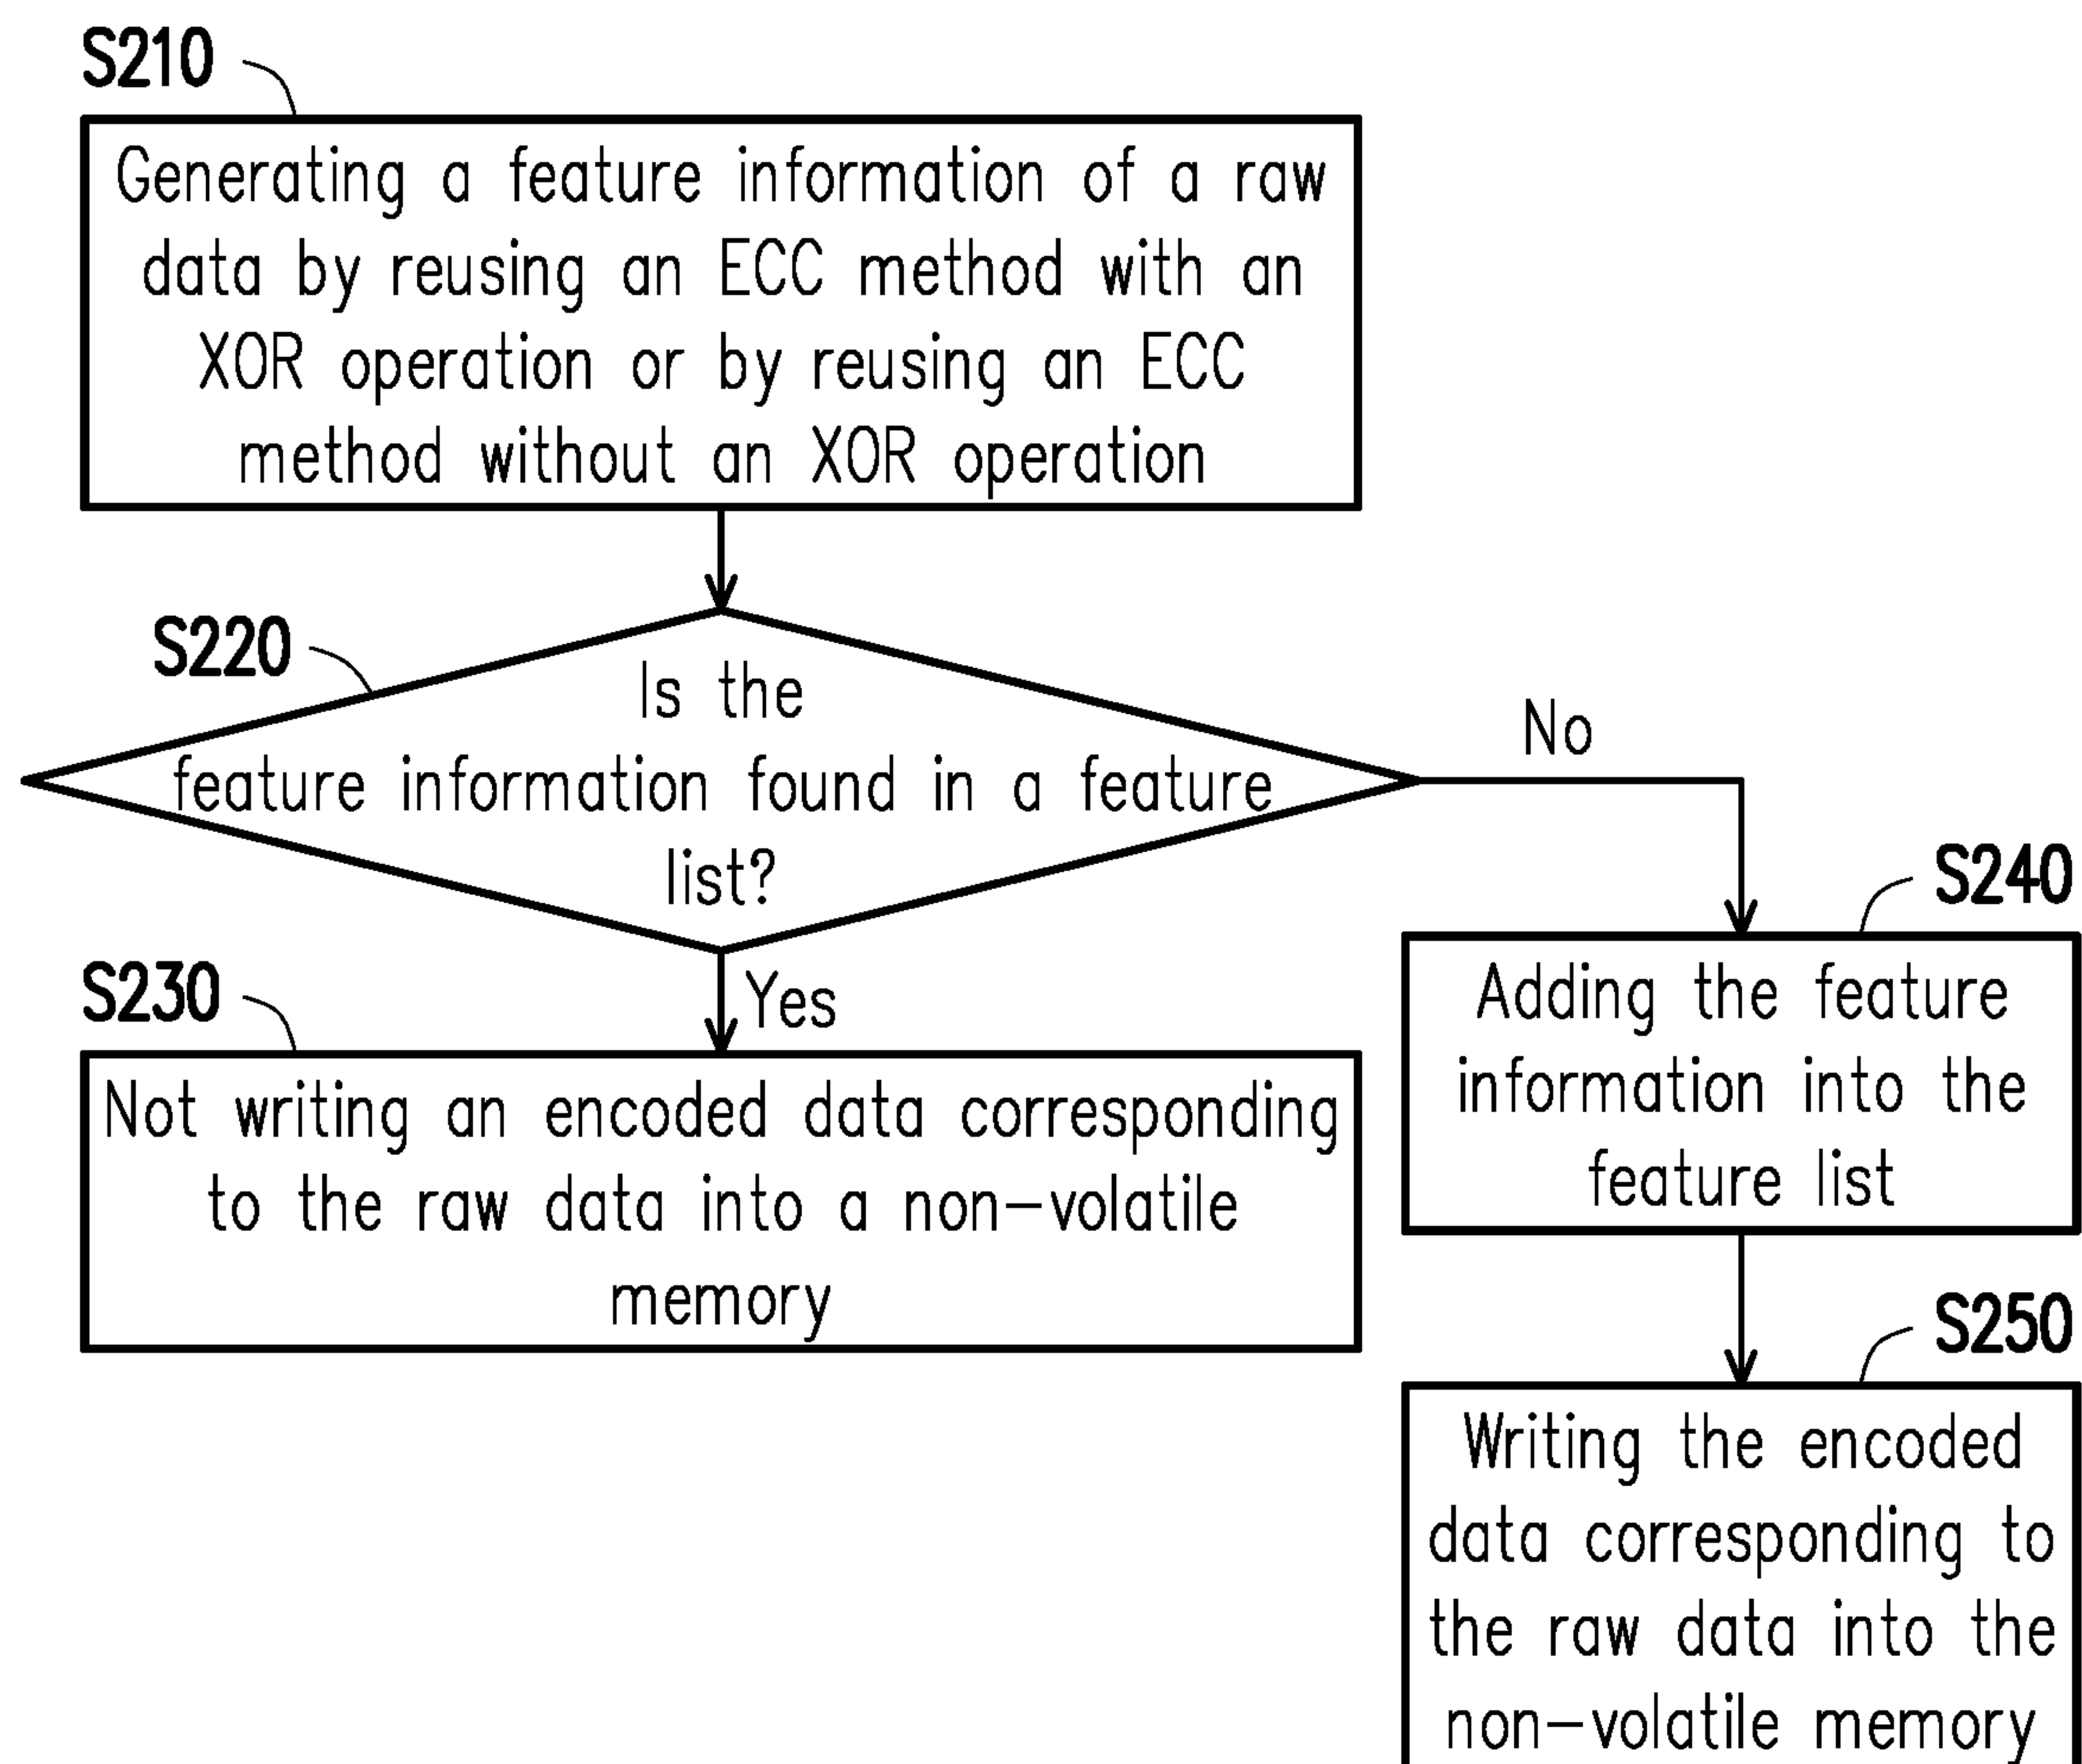 S210
Generating a feature information of a raw
data by reusing an ECC method with an
XOR operation or by reusing an ECC
method without an XOR operation
S220
Is the
feature information found in a feature
list?
No
Yes
S230
Not writing an encoded data corresponding
to the raw data into a non-volatile
memory
S240
Adding the feature
information into the
feature list
S250
Writing the encoded
data corresponding to
the raw data into the
non-volatile memory